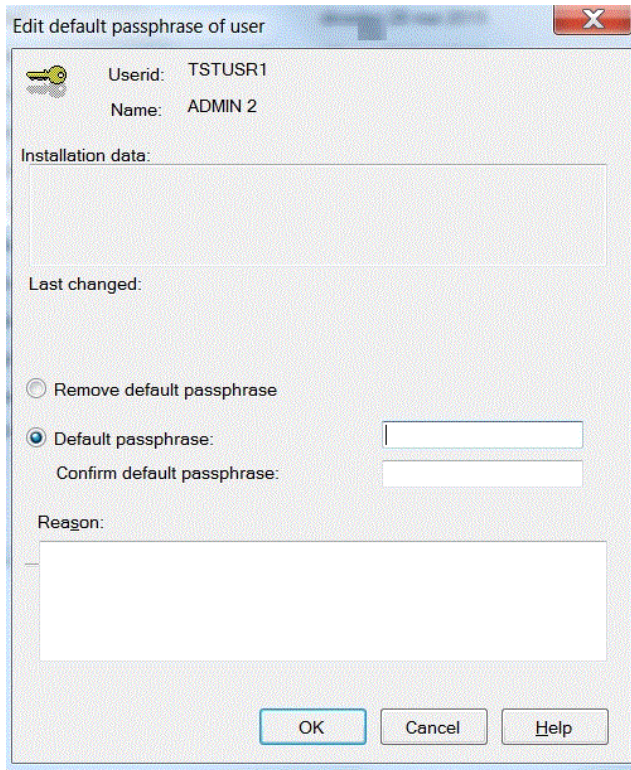 Edit default passphrase of user
Userid: TSTUSR1
Name: ADMIN 2
Installation data:
Last changed:
Remove default passphrase
Default passphrase:
Confirm default passphrase:
Reason:
OK Cancel Help